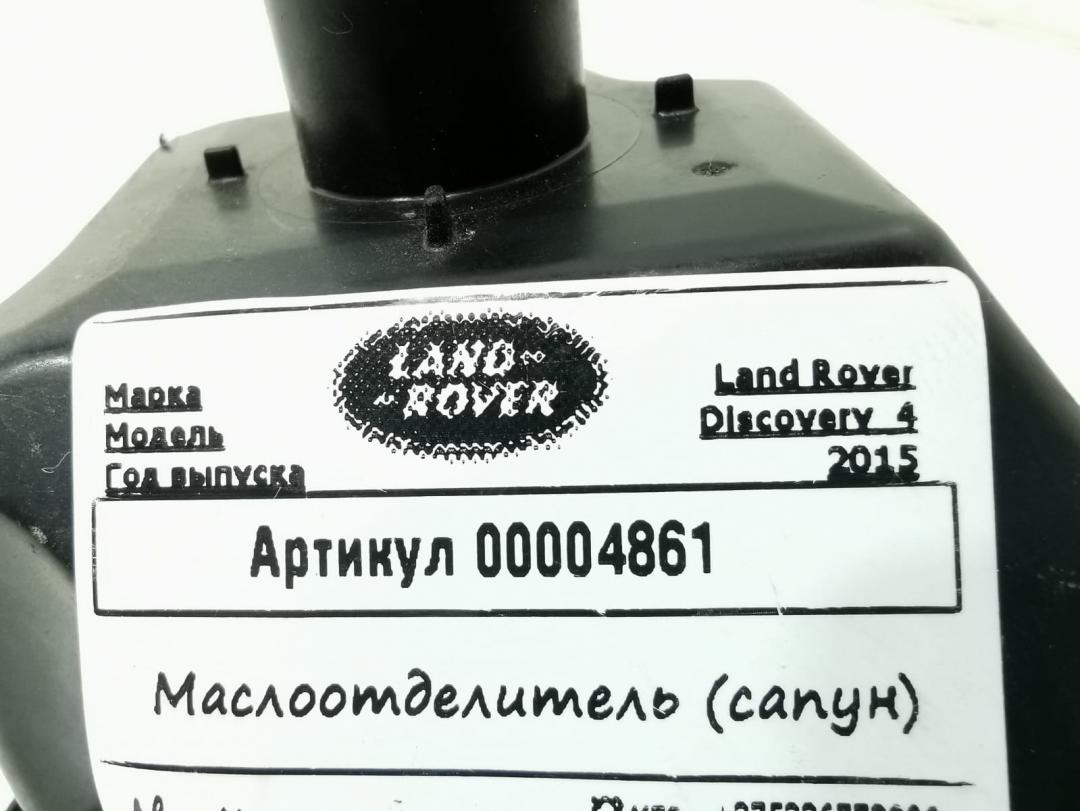 LAND
ROVER
Марка Land Rover
Модель Discovery 4
Год выпуска 2015
Артикул 00004861
Маслоотделитель (сапун)